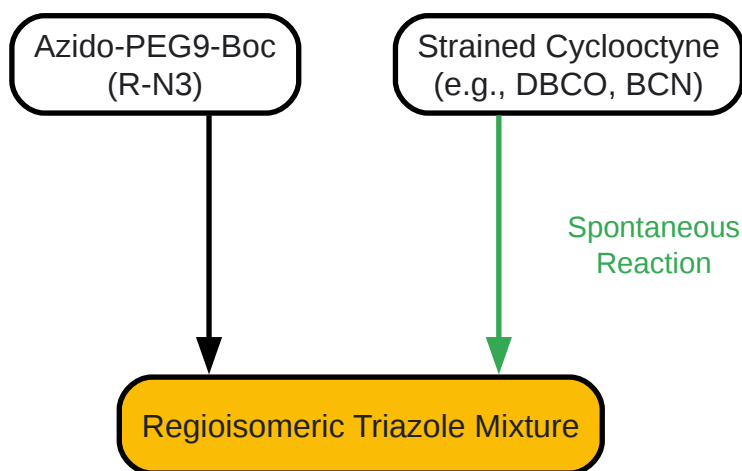 Azido-PEG9-Boc
(R-N3)
Strained Cyclooctyne
(e.g., DBCO, BCN)
Spontaneous
Reaction
Regioisomeric Triazole Mixture